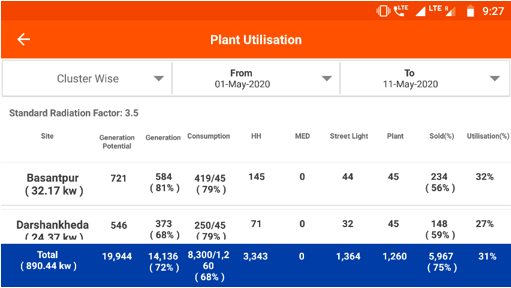 LTE LTE R 9:27
Plant Utilisation
Cluster Wise From To
01-May-2020 11-May-2020
Standard Radiation Factor: 3.5
Site Generation Potential Generation Consumption HH MED Street Light Plant Sold(%) Utilisation(%)
Basantpur 721 584 419/45 145 0 44 45 234 32%
( 32.17 kw ) ( 81%) (79%) ( 56% )
Darshankheda 546 373 250/45 71 0 32 45 148 27%
( 24.37 kw ) ( 68% ) ( 79%) ( 59% )
Total 19,944 14,136 8,300/1,2 3,343 0 1,364 1,260 5,967 31%
( 890.44 kw ) ( 72%) 60 ( 75% )
( 68% )